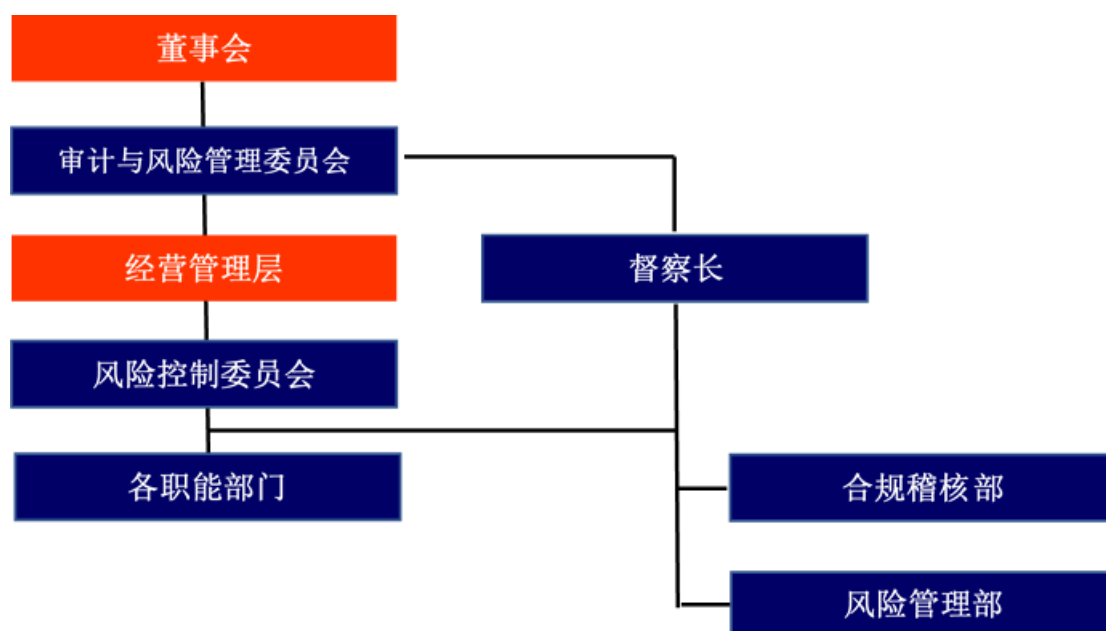 董事会
审计与风险管理委员会
经营管理层
督察长
风险控制委员会
各职能部门
合规稽核部
风险管理部